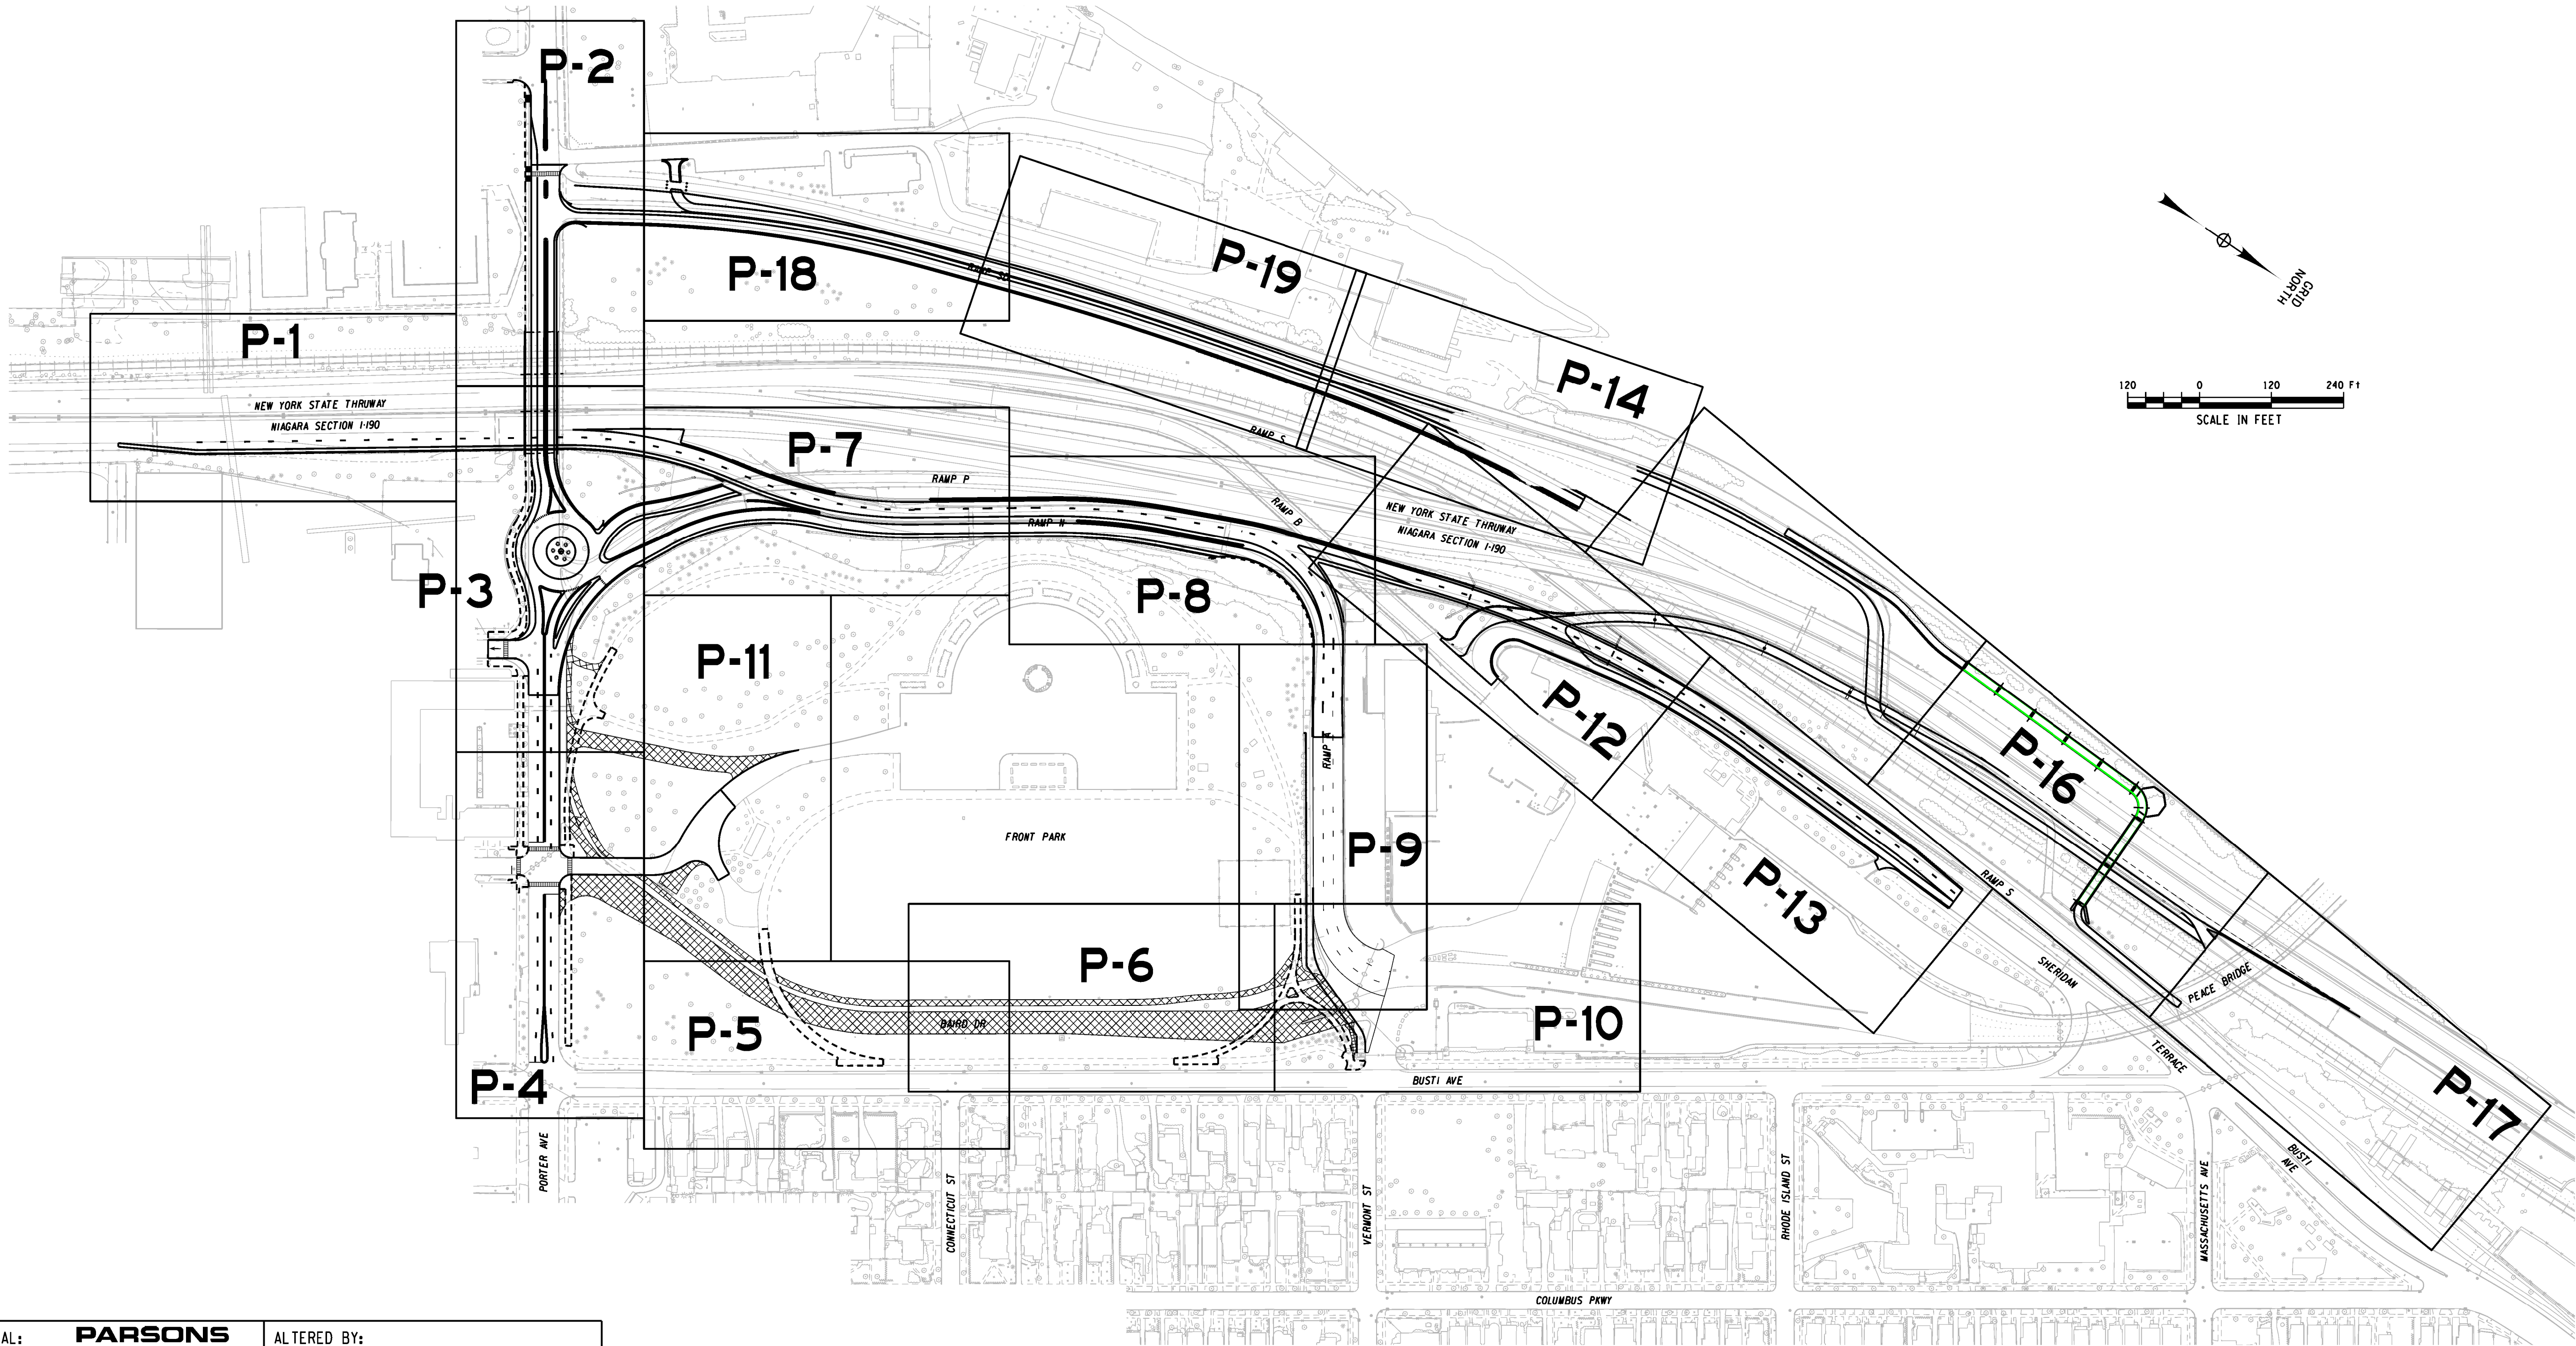 P-2
P-18
P-19
P-1
P-14
GRID
NORTH
120 0 120 240 Ft
SCALE IN FEET
NEW YORK STATE THRUWAY
NIAGARA SECTION I-190
P-7
RAMP S
RAMP P
RAMP N
RAMP B
NEW YORK STATE THRUWAY
NIAGARA SECTION I-190
P-3
P-8
P-11
P-12
RAMP A
P-16
FRONT PARK
P-9
P-13
RAMP S
P-6
SHERIDAN
PEACE BRIDGE
TERRACE
P-5
BAIRD DR
P-10
P-4
BUSTI AVE
P-17
BUSTI
AVE
PORTER AVE
CONNECTICUT ST
VERMONT ST
RHODE ISLAND ST
MASSACHUSETTS AVE
COLUMBUS PKWY
AL:
PARSONS
ALTERED BY: